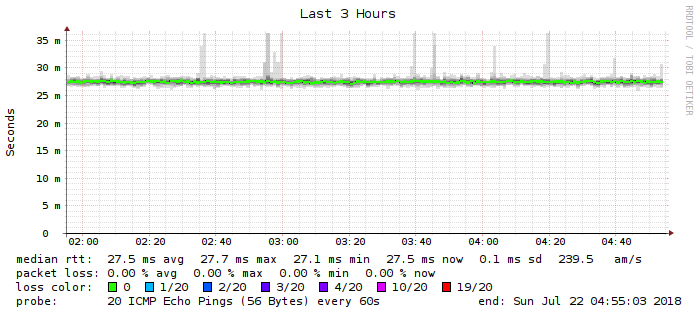 Last 3 Hours
RRDTOOL / TOBI OETIKER
Seconds
35 m
30 m
25 m
20 m
15 m
10 m
5 m
0
02:00 02:20 02:40 03:00 03:20 03:40 04:00 04:20 04:40
median rtt: 27.5 ms avg 27.7 ms max 27.1 ms min 27.5 ms now 0.1 ms sd 239.5 am/s
packet loss: 0.00 % avg 0.00 % max 0.00 % min 0.00 % now
loss color: 0 1/20 2/20 3/20 4/20 10/20 19/20
probe: 20 ICMP Echo Pings (56 Bytes) every 60s end: Sun Jul 22 04:55:03 2018